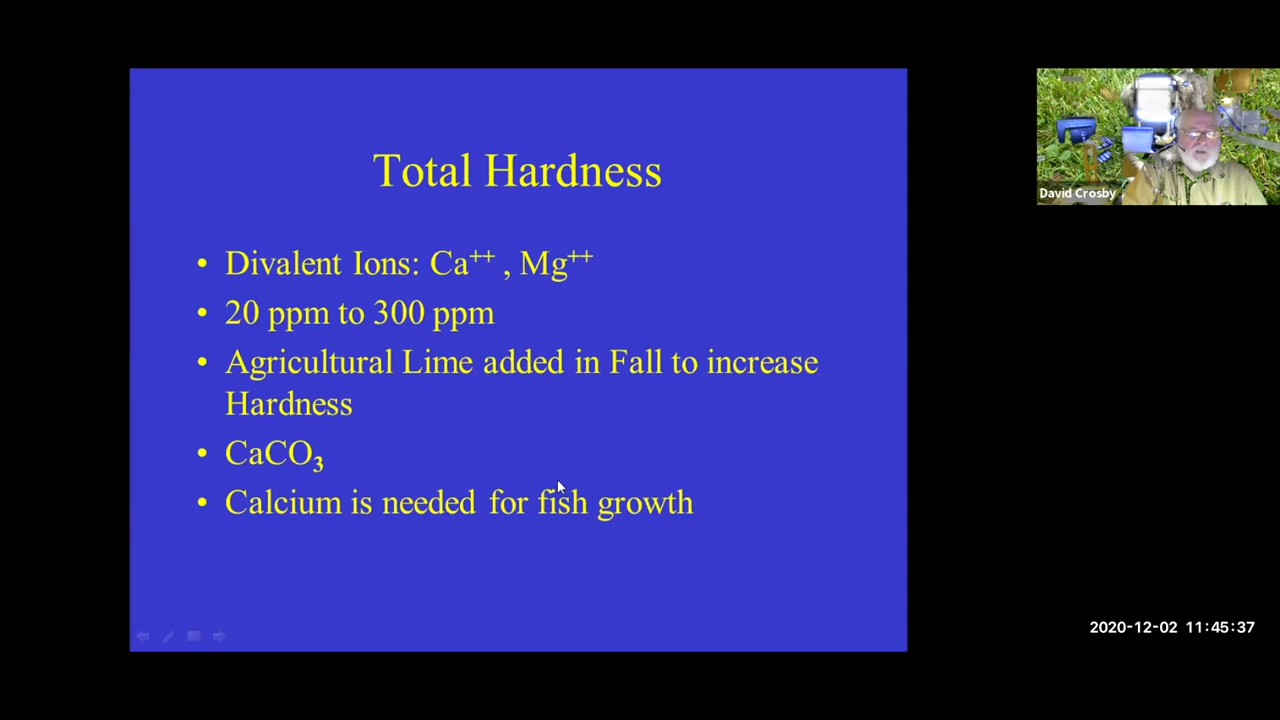 Total Hardness
• Divalent Ions: Ca⁺⁺ , Mg⁺⁺
• 20 ppm to 300 ppm
• Agricultural Lime added in Fall to increase
Hardness
• CaCO₃
• Calcium is needed for fish growth
David Crosby
2020-12-02 11:45:37